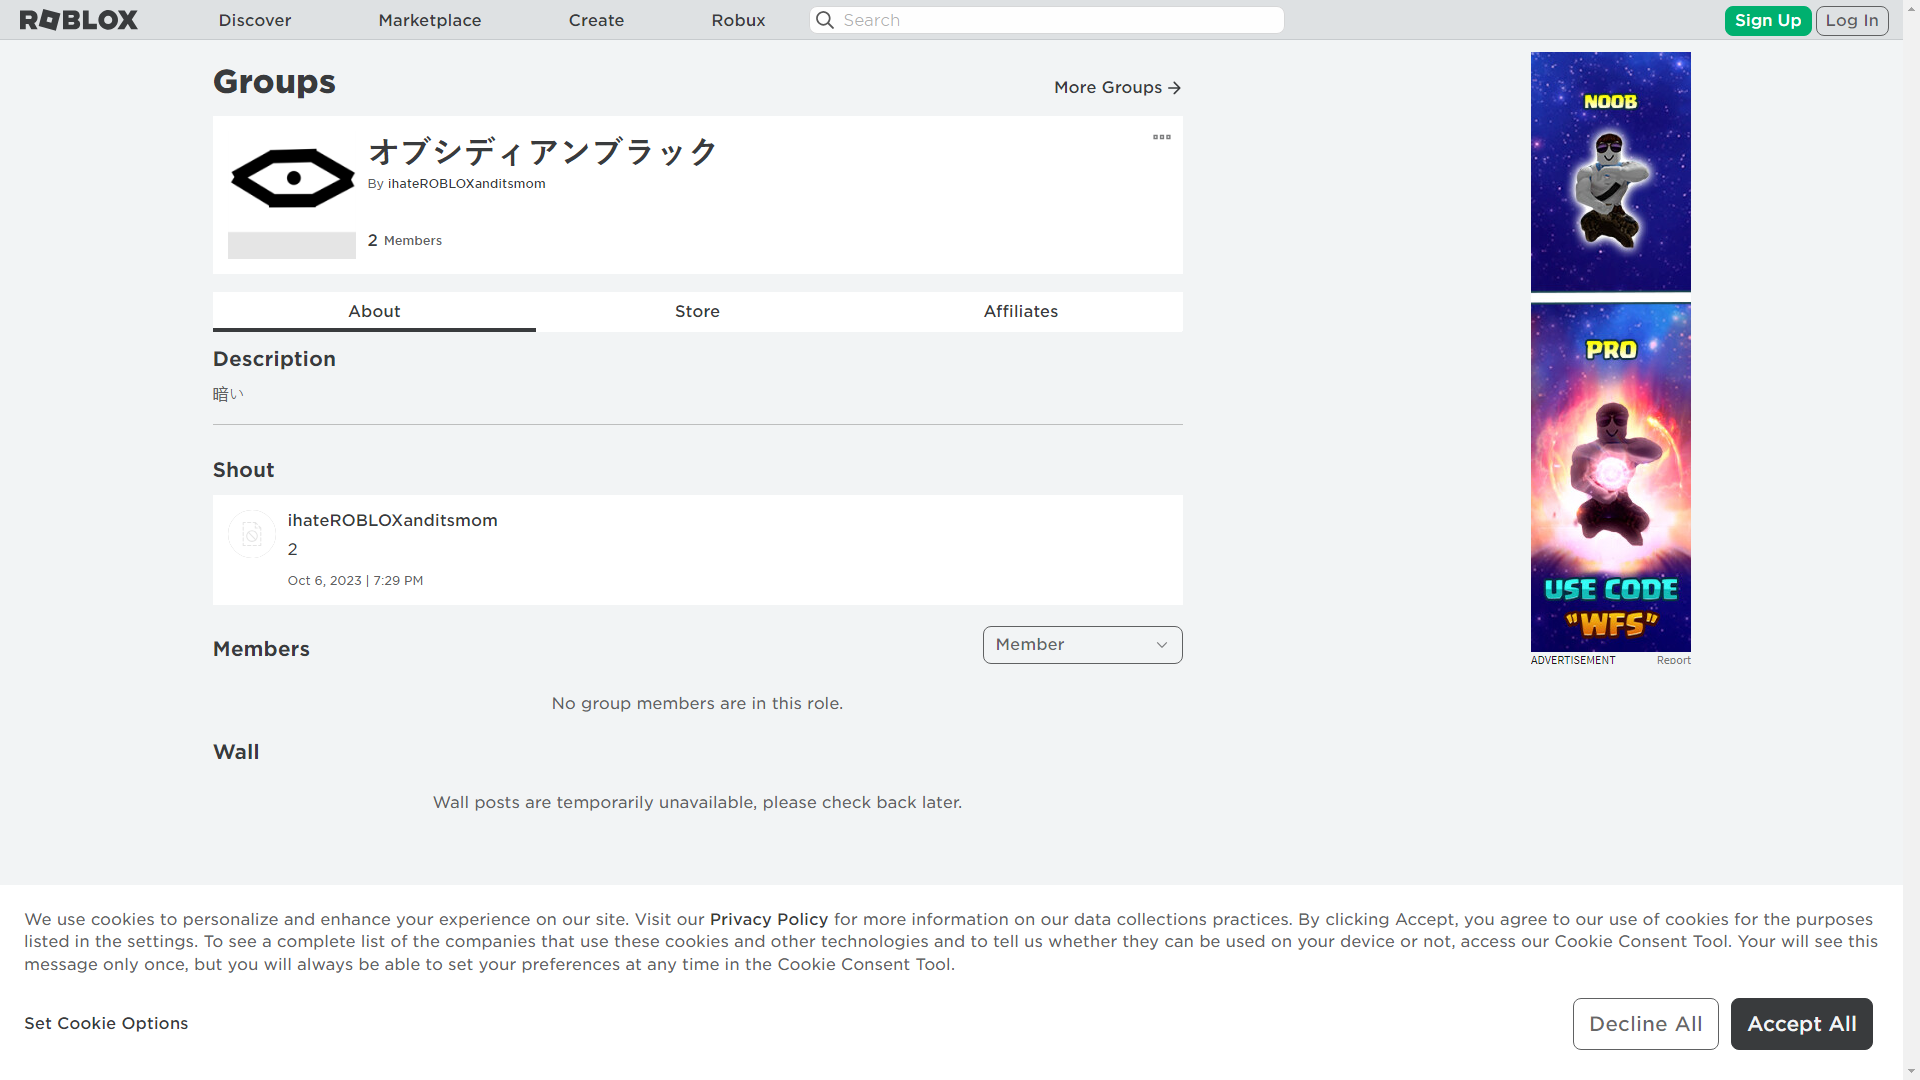 ROBLOX
Discover
Marketplace
Create
Robux
Search
Sign Up
Log In
Groups
More Groups
オブシディアンブラック
By ihateROBLOXanditsmom
2 Members
About
Store
Affiliates
Description
暗い
Shout
ihateROBLOXanditsmom
2
Oct 6, 2023 | 7:29 PM
Members
Member
No group members are in this role.
Wall
Wall posts are temporarily unavailable, please check back later.
NOOB
PRO
USE CODE
"WFS"
ADVERTISEMENT
Report
We use cookies to personalize and enhance your experience on our site. Visit our Privacy Policy for more information on our data collections practices. By clicking Accept, you agree to our use of cookies for the purposes
listed in the settings. To see a complete list of the companies that use these cookies and other technologies and to tell us whether they can be used on your device or not, access our Cookie Consent Tool. Your will see this
message only once, but you will always be able to set your preferences at any time in the Cookie Consent Tool.
Set Cookie Options
Decline All
Accept All